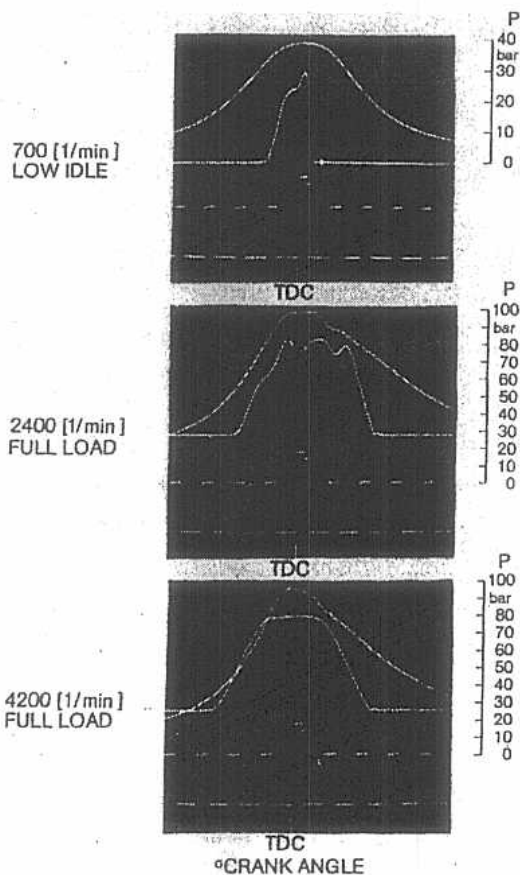 P
40
bar
30
20
10
0
700 [1/min]
LOW IDLE
TDC
P
100
bar
80
70
60
50
40
30
20
10
0
2400 [1/min]
FULL LOAD
TDC
P
100
bar
80
70
60
50
40
30
20
10
0
4200 [1/min]
FULL LOAD
TDC
ºCRANK ANGLE